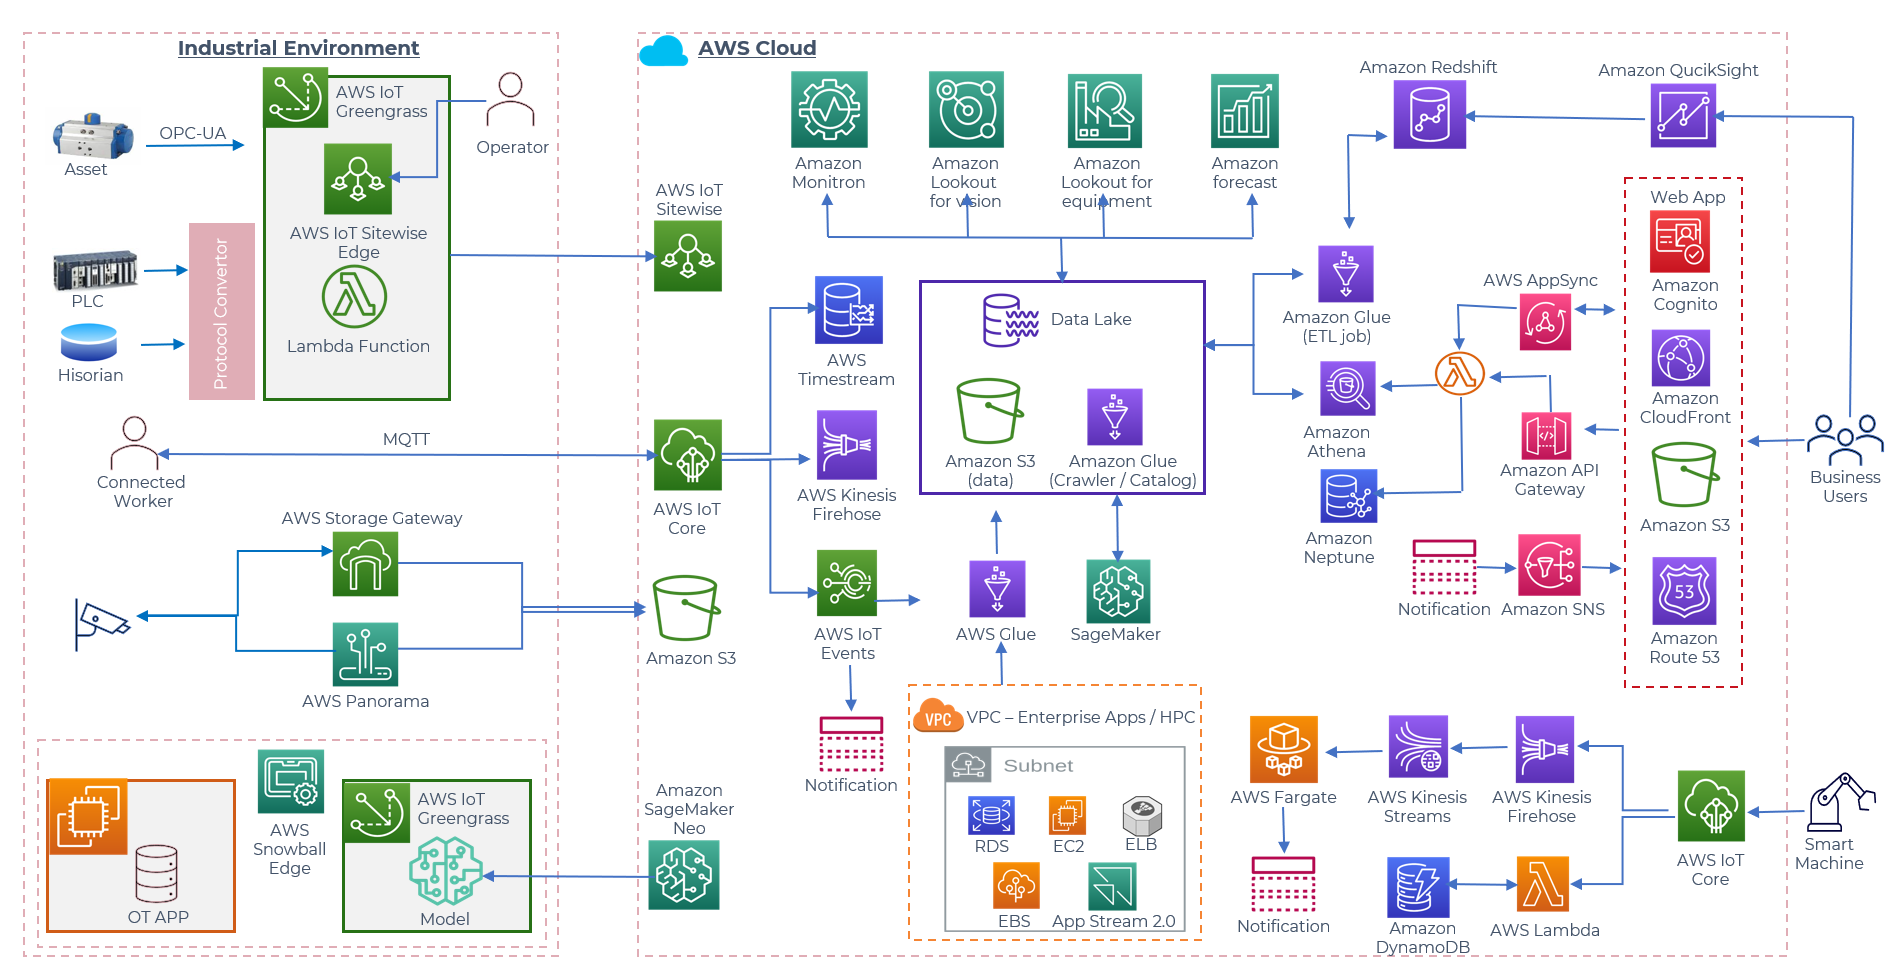 Industrial Environment
AWS IoT
Greengrass
Operator
OPC-UA
Asset
AWS IoT Sitewise
Edge
Lambda Function
PLC
Hisorian
Protocol Convertor
MQTT
Connected
Worker
AWS Storage Gateway
AWS Panorama
OT APP
AWS
Snowball
Edge
AWS IoT
Greengrass
Model
AWS Cloud
AWS IoT
Sitewise
AWS IoT
Core
Amazon S3
Amazon
SageMaker
Neo
Amazon
Monitron
Amazon
Lookout
for vision
Amazon
Lookout for
equipment
Amazon
forecast
AWS
Timestream
AWS Kinesis
Firehose
AWS IoT
Events
Notification
Data Lake
Amazon S3
(data)
Amazon Glue
(Crawler / Catalog)
AWS Glue
SageMaker
VPC
VPC – Enterprise Apps / HPC
Subnet
RDS
EC2
ELB
EBS
App Stream 2.0
Amazon Redshift
Amazon QucikSight
Amazon Glue
(ETL job)
Amazon
Athena
Amazon
Neptune
AWS AppSync
Amazon API
Gateway
Notification
Amazon SNS
Web App
Amazon
Cognito
Amazon
CloudFront
Amazon S3
53
Amazon
Route 53
Business
Users
AWS Fargate
AWS Kinesis
Streams
AWS Kinesis
Firehose
AWS IoT
Core
Smart
Machine
Notification
Amazon
DynamoDB
AWS Lambda